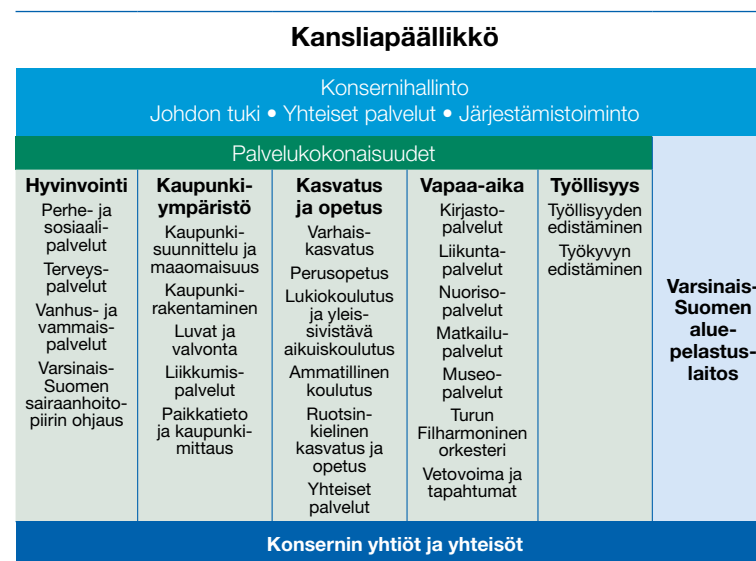 Kansliapäällikkö
Konsernihallinto
Johdon tuki • Yhteiset palvelut • Järjestämistoiminto
Palvelukokonaisuudet
Hyvinvointi
Perhe- ja
sosiaali-
palvelut
Terveys-
palvelut
Vanhus- ja
vammais-
palvelut
Varsinais-
Suomen
sairaanhoito-
piirin ohjaus
Kaupunki-
ympäristö
Kaupunki-
suunnittelu ja
maaomaisuus
Kaupunki-
rakentaminen
Luvat ja
valvonta
Liikkumis-
palvelut
Paikkatieto
ja kaupunki-
mittaus
Kasvatus
ja opetus
Varhais-
kasvatus
Perusopetus
Lukiokoulutus
ja yleis-
sivistävä
aikuiskoulutus
Ammatillinen
koulutus
Ruotsin-
kielinen
kasvatus ja
opetus
Yhteiset
palvelut
Vapaa-aika
Kirjasto-
palvelut
Liikunta-
palvelut
Nuoriso-
palvelut
Matkailu-
palvelut
Museo-
palvelut
Turun
Filharmoninen
orkesteri
Vetovoima ja
tapahtumat
Työllisyys
Työllisyyden
edistäminen
Työkyvyn
edistäminen
Varsinais-
Suomen
alue-
pelastus-
laitos
Konsernin yhtiöt ja yhteisöt